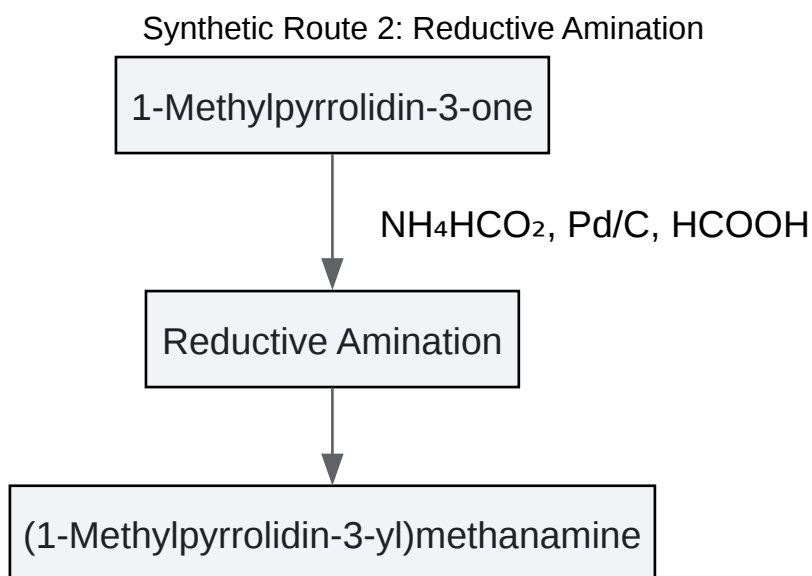 Synthetic Route 2: Reductive Amination
1-Methylpyrrolidin-3-one
NH₄HCO₂, Pd/C, HCOOH
Reductive Amination
(1-Methylpyrrolidin-3-yl)methanamine